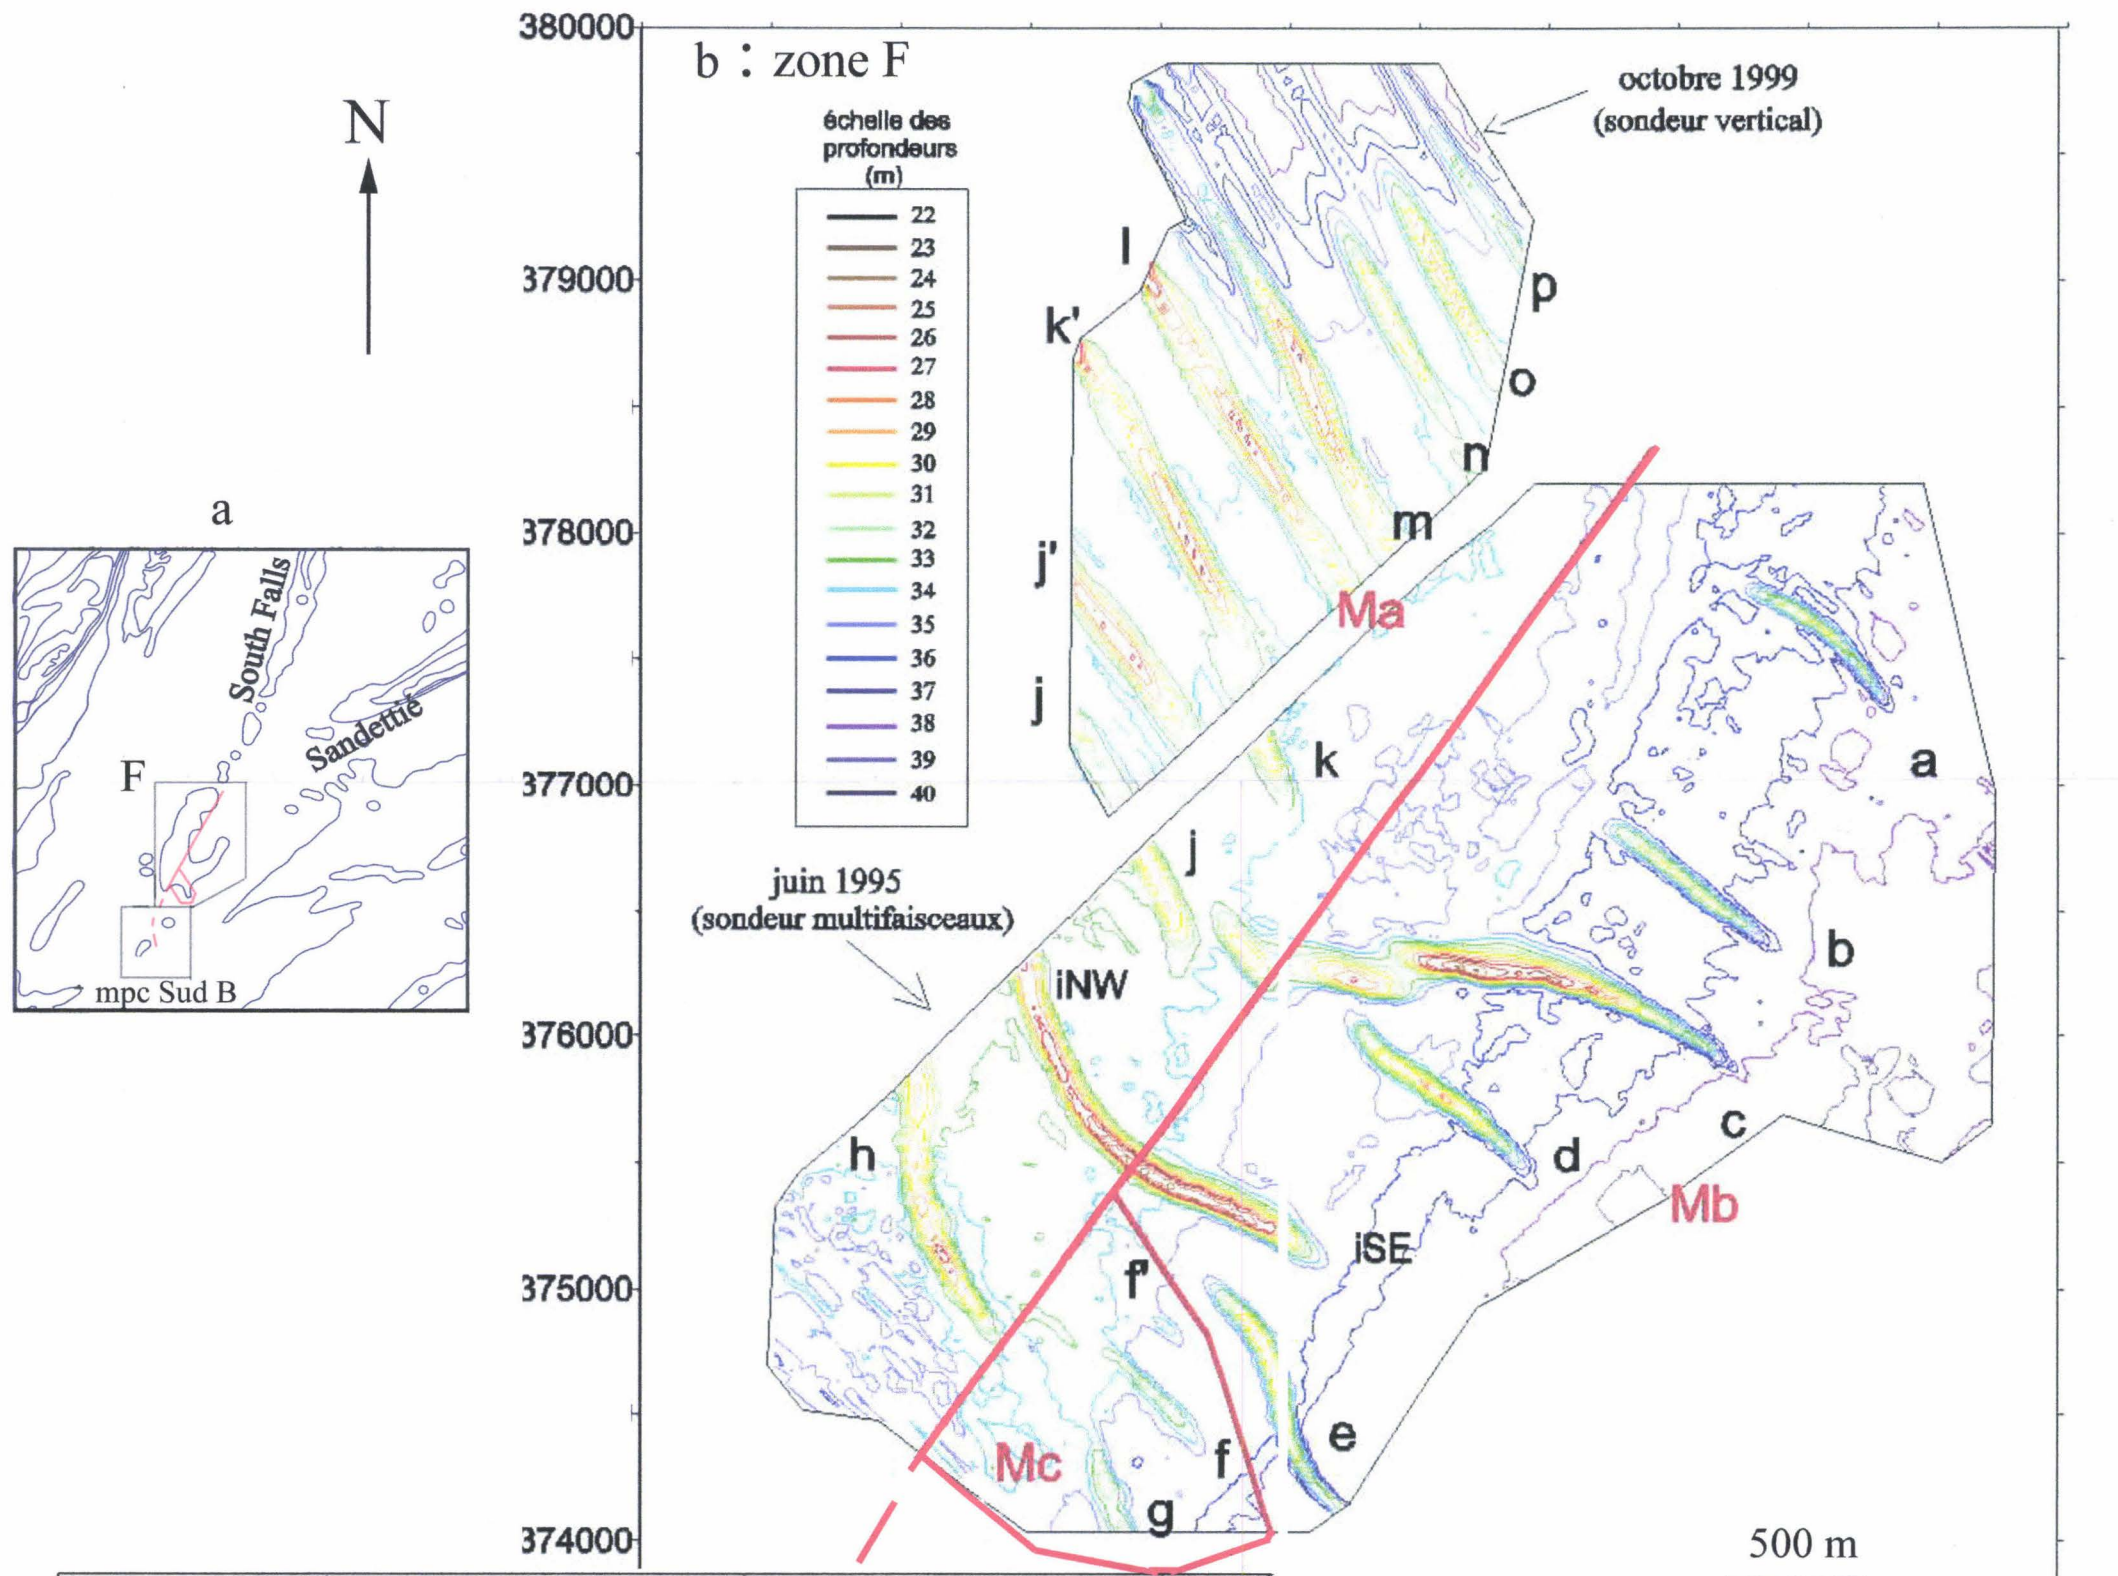 380000
b : zone F
octobre 1999
(sondeur vertical)
N
échelle des
profondeurs
(m)
22
23
24
25
26
27
28
29
30
31
32
33
34
35
36
37
38
39
40
379000
378000
377000
376000
375000
374000
l
k'
j'
j
p
o
n
m
Ma
a
South Falls
Sandettié
F
mpc Sud B
juin 1995
(sondeur multifaisceaux)
k
a
j
b
iNW
h
c
d
Mb
iSE
f'
e
f
Mc
g
500 m